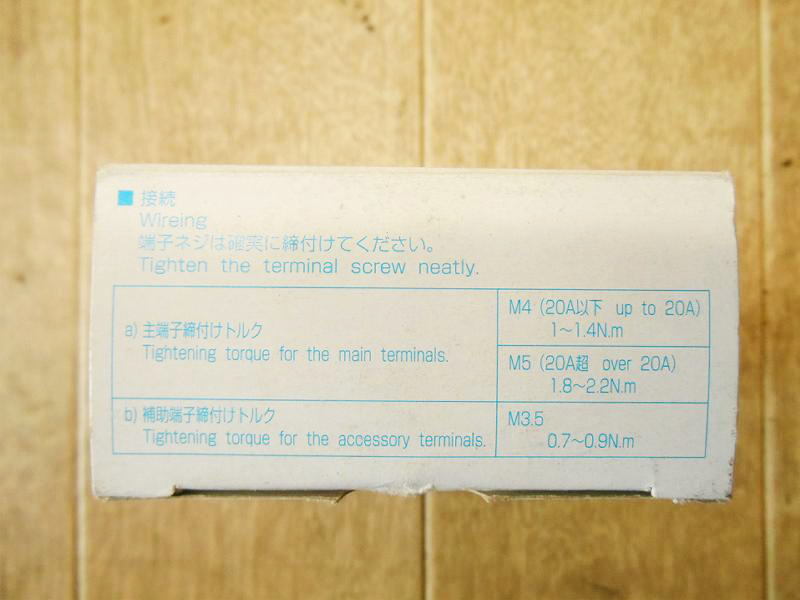 ■ 接続
Wireing
端子ネジは確実に締付けてください。
Tighten the terminal screw neatly.
a) 主端子締付けトルク
Tightening torque for the main terminals.
M4 (20A以下 up to 20A)
1～1.4N.m
M5 (20A超 over 20A)
1.8～2.2N.m
b) 補助端子締付けトルク
Tightening torque for the accessory terminals.
M3.5
0.7～0.9N.m